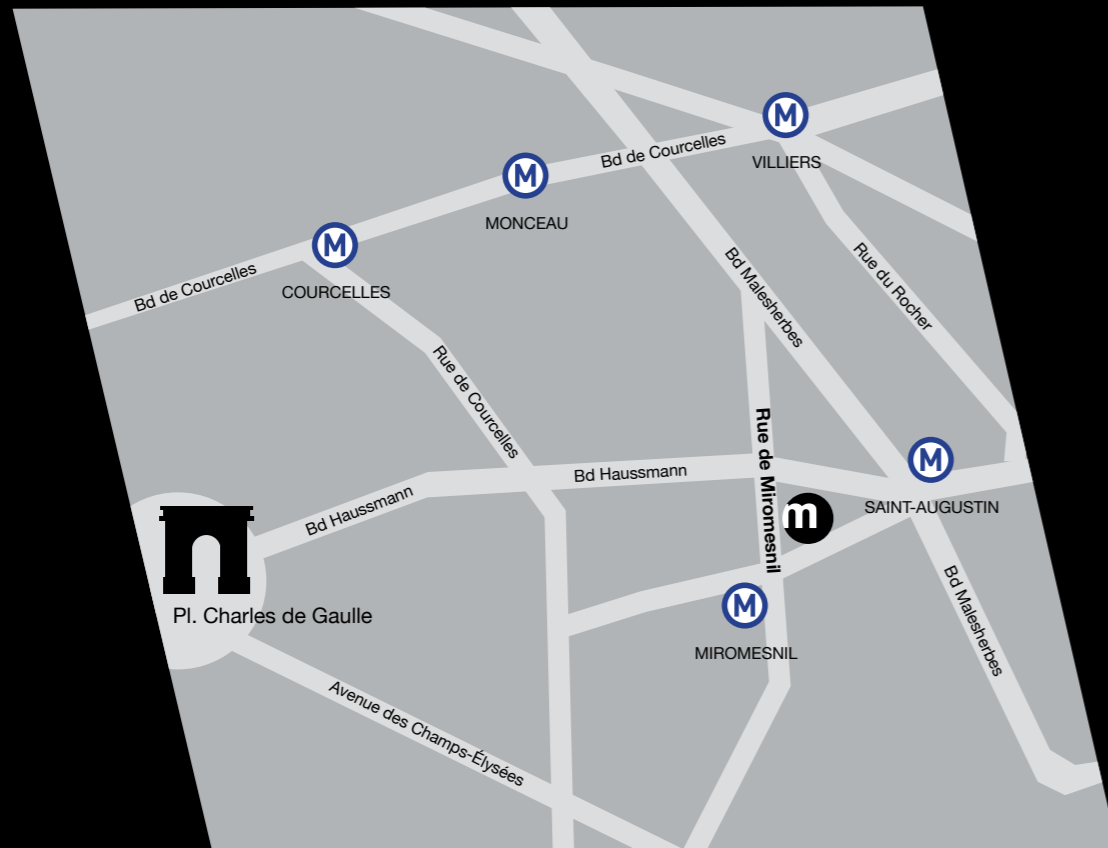 M
VILLIERS
Bd de Courcelles
M
MONCEAU
M
COURCELLES
Bd de Courcelles
Bd Malesherbes
Rue du Rocher
Rue de Courcelles
Rue de Miromesnil
Bd Haussmann
M
SAINT-AUGUSTIN
Bd Haussmann
m
Pl. Charles de Gaulle
M
MIROMESNIL
Bd Malesherbes
Avenue des Champs-Élysées